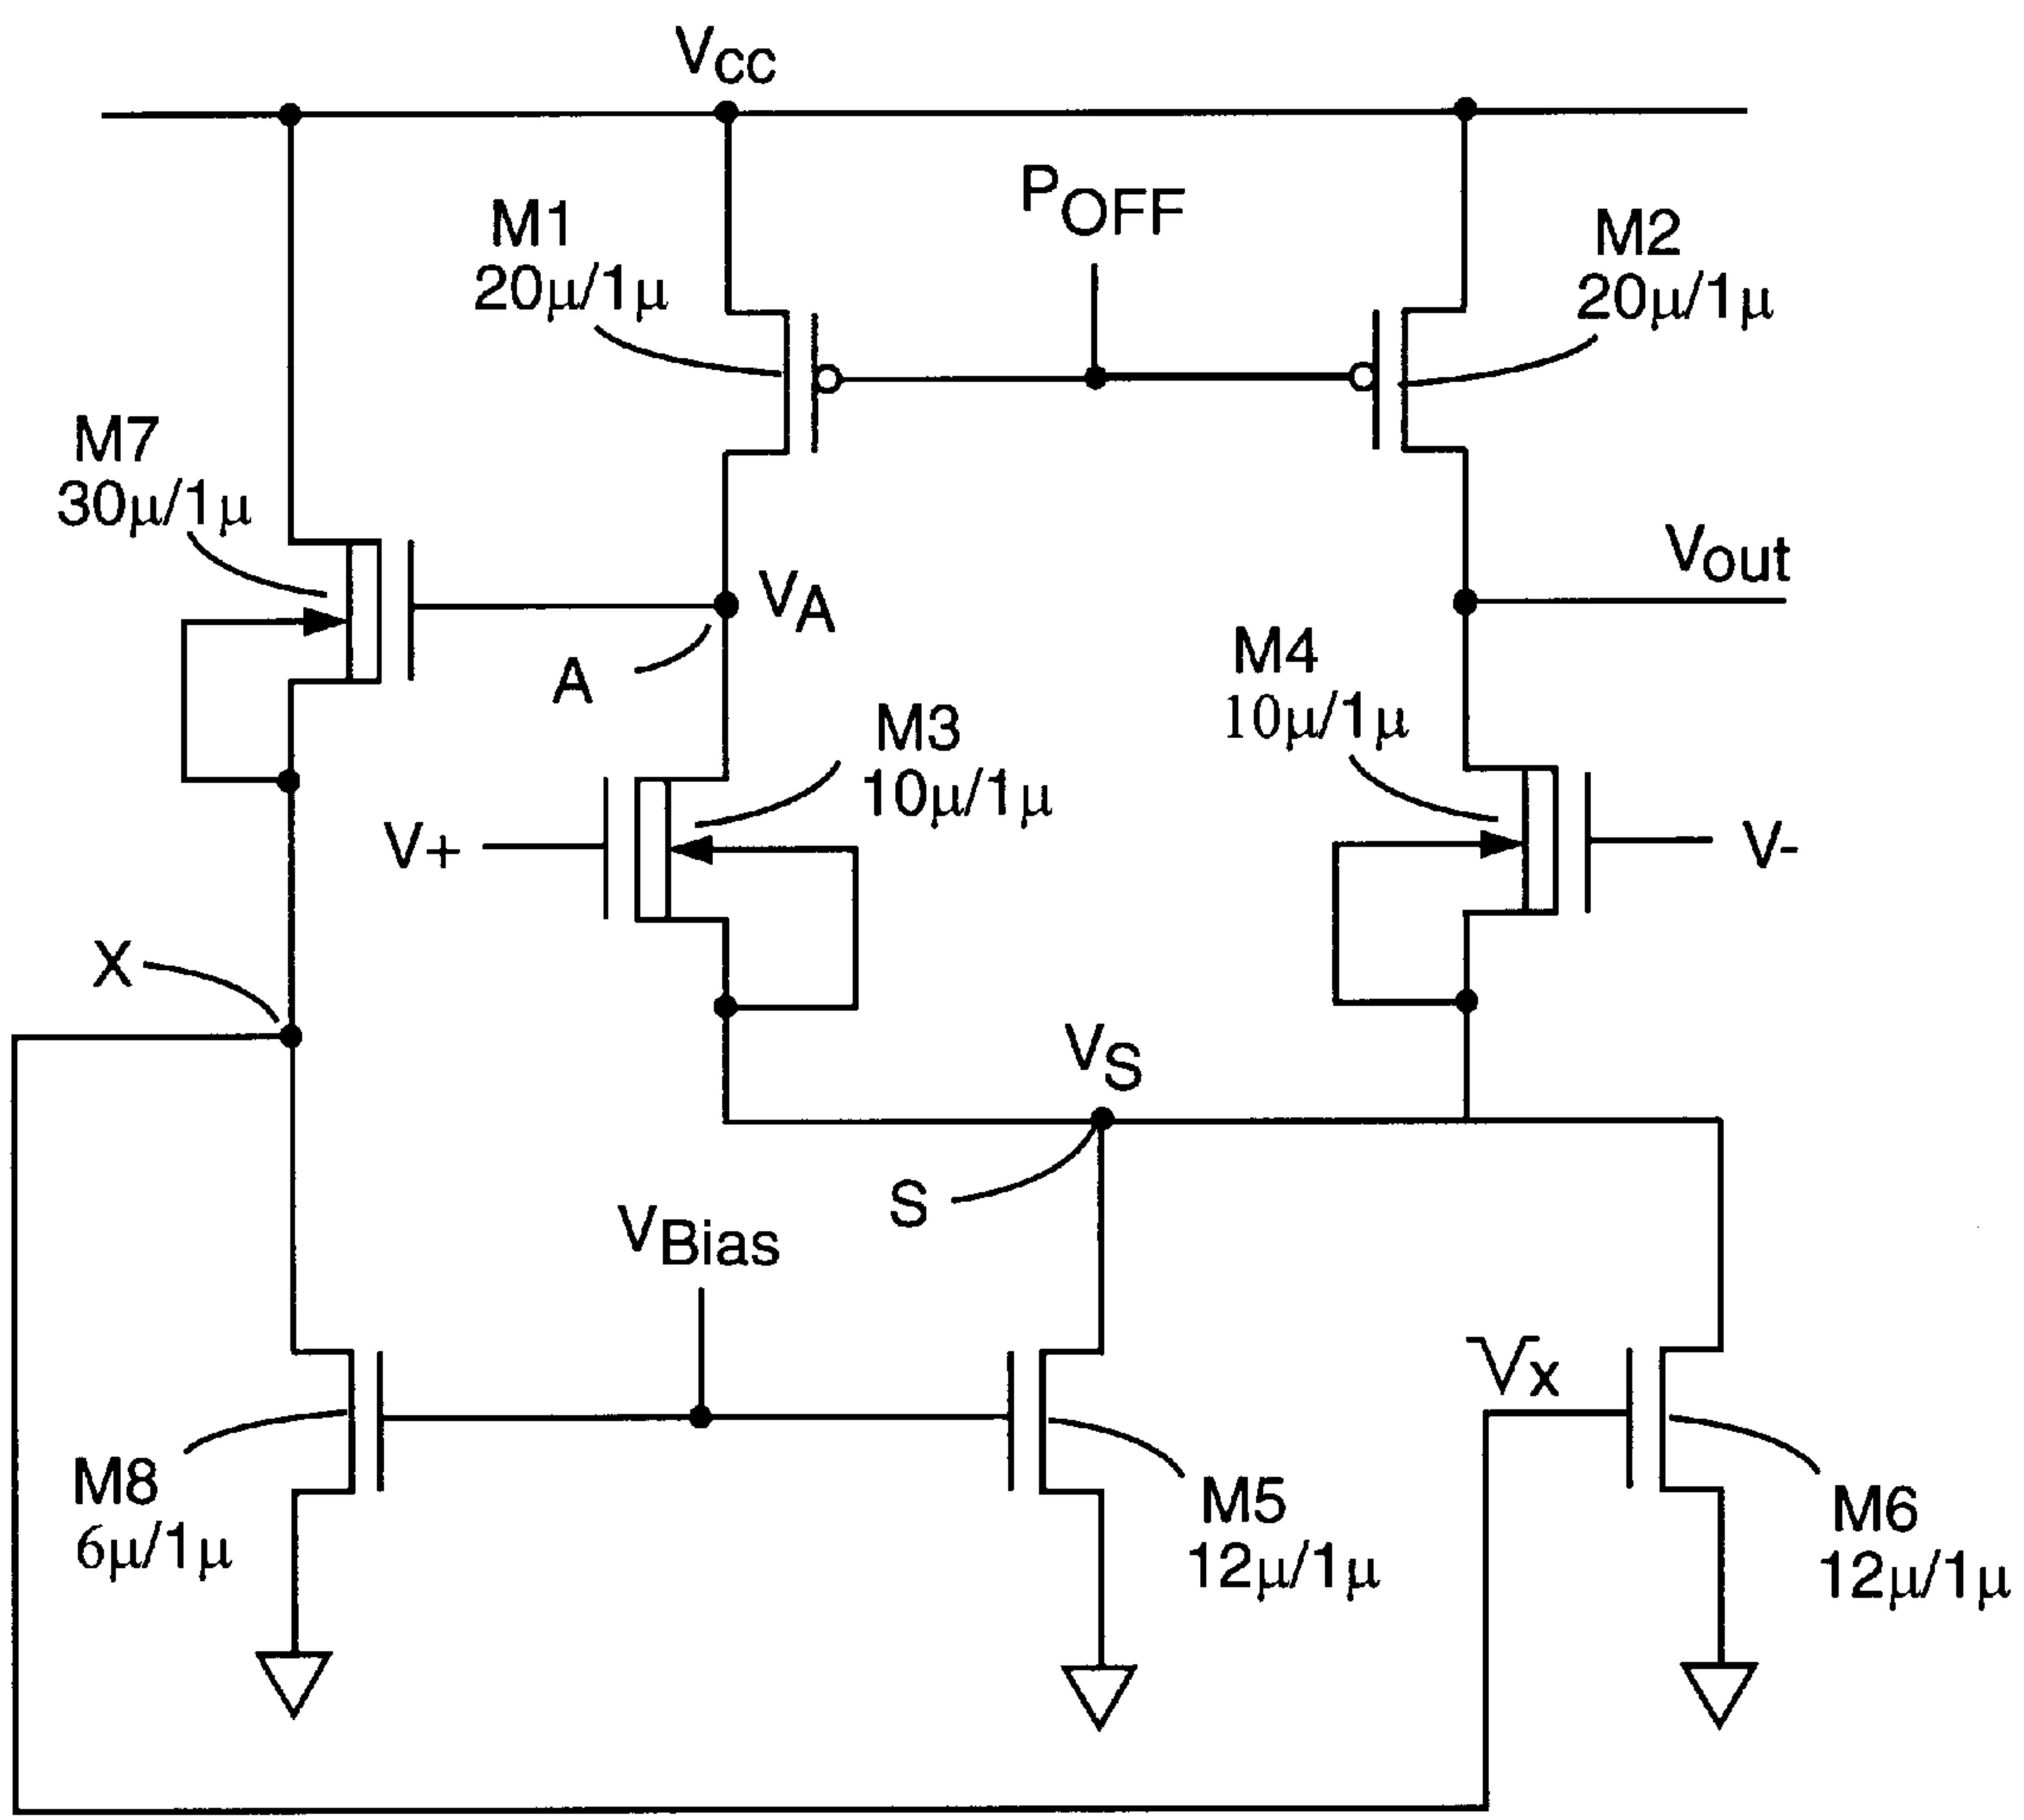 Vcc
POFF
M1
20μ/1μ
M2
20μ/1μ
M7
30μ/1μ
VA
Vout
A
M4
10μ/1μ
M3
10μ/1μ
V+
V-
X
VS
S
VBias
Vx
M8
6μ/1μ
M5
12μ/1μ
M6
12μ/1μ